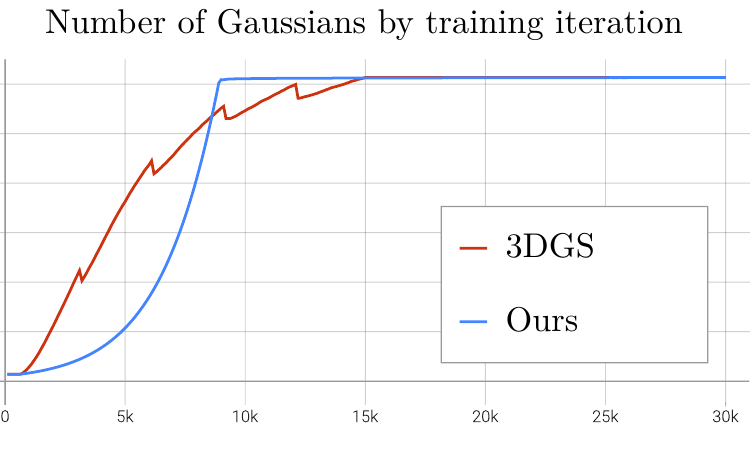 Number of Gaussians by training iteration
3DGS
Ours
0 5k 10k 15k 20k 25k 30k